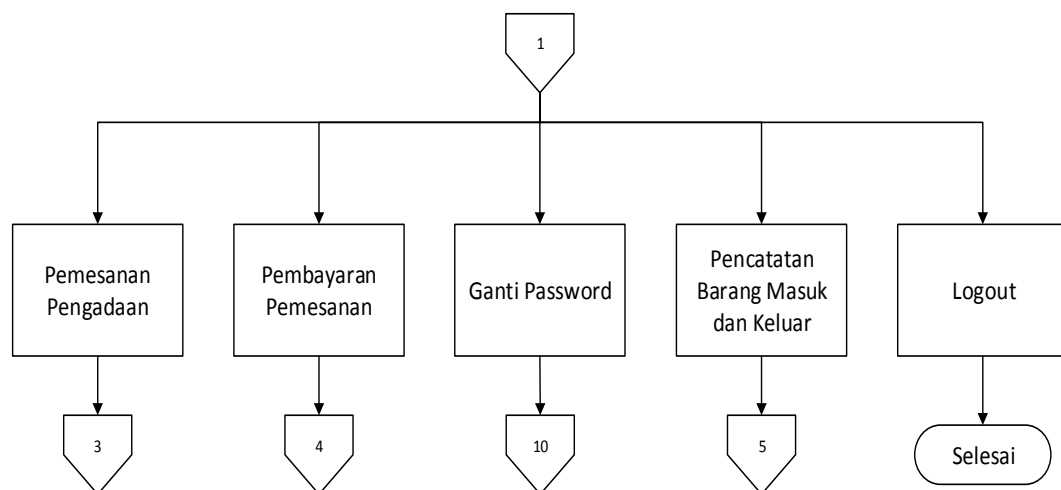 1
Pemesanan
Pengadaan
Pembayaran
Pemesanan
Ganti Password
Pencatatan
Barang Masuk
dan Keluar
Logout
3
4
10
5
Selesai